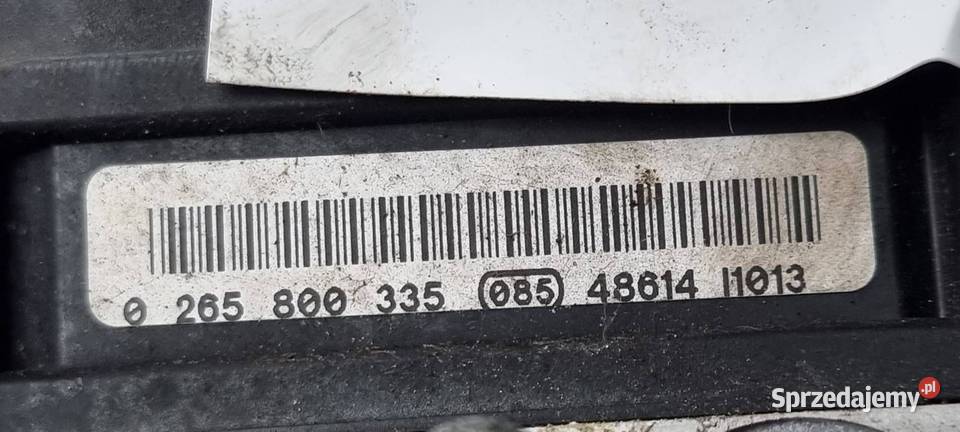 0 265 800 335 (085) 48614 I1013
Sprzedajemy.pl